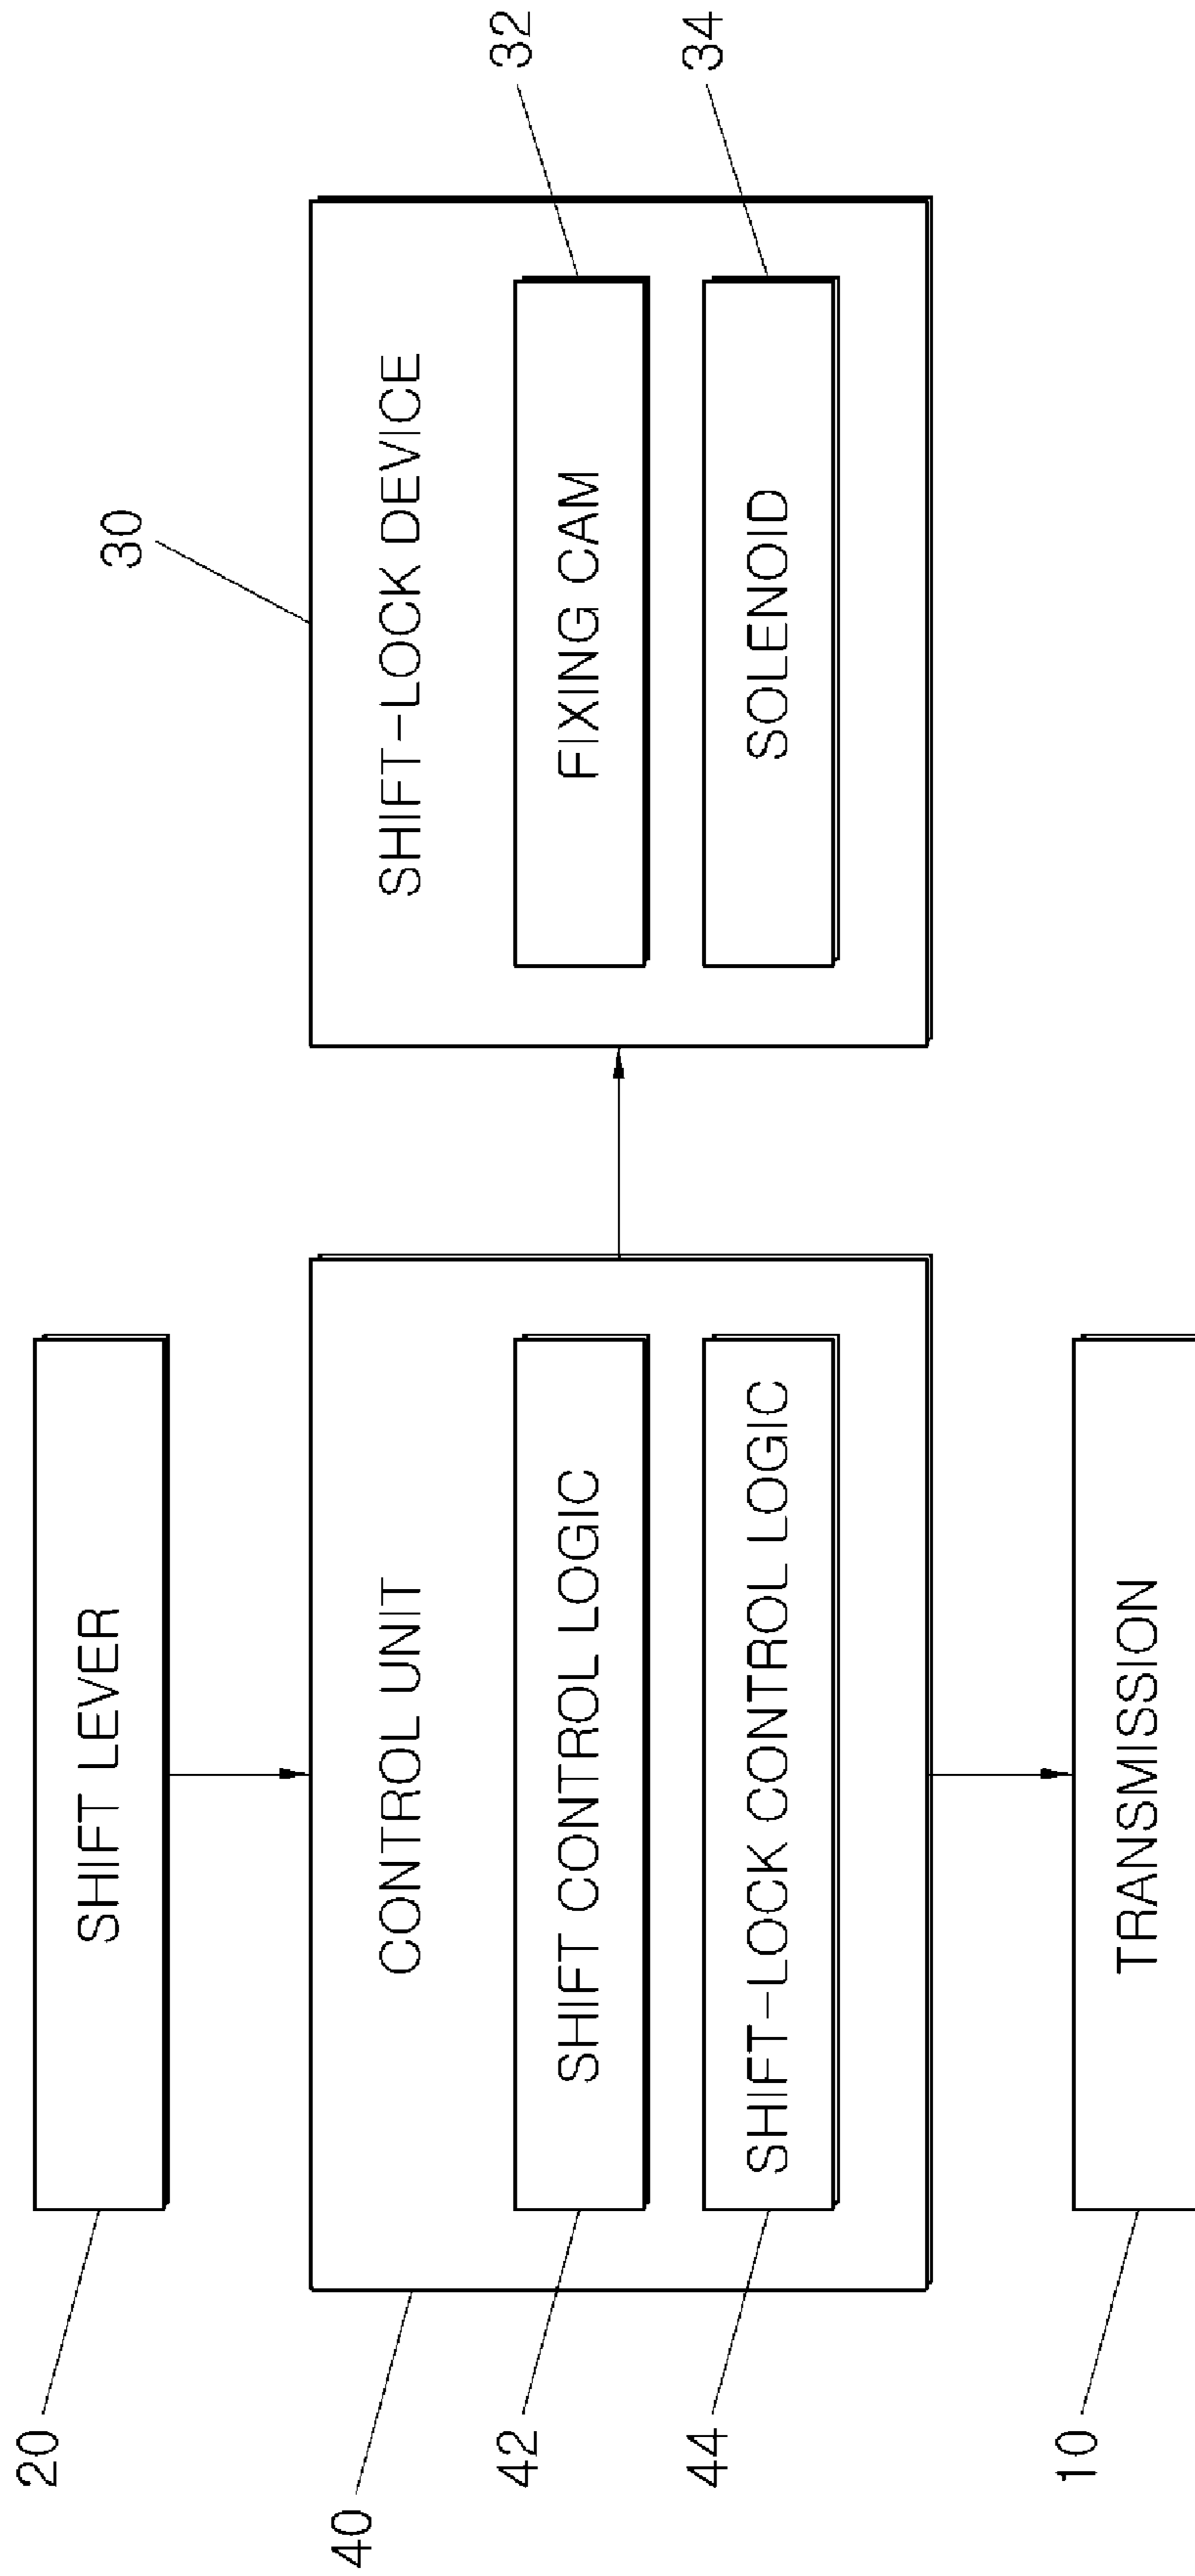 20
SHIFT LEVER
40
CONTROL UNIT
42
SHIFT CONTROL LOGIC
44
SHIFT-LOCK CONTROL LOGIC
10
TRANSMISSION
30
SHIFT-LOCK DEVICE
FIXING CAM
32
SOLENOID
34